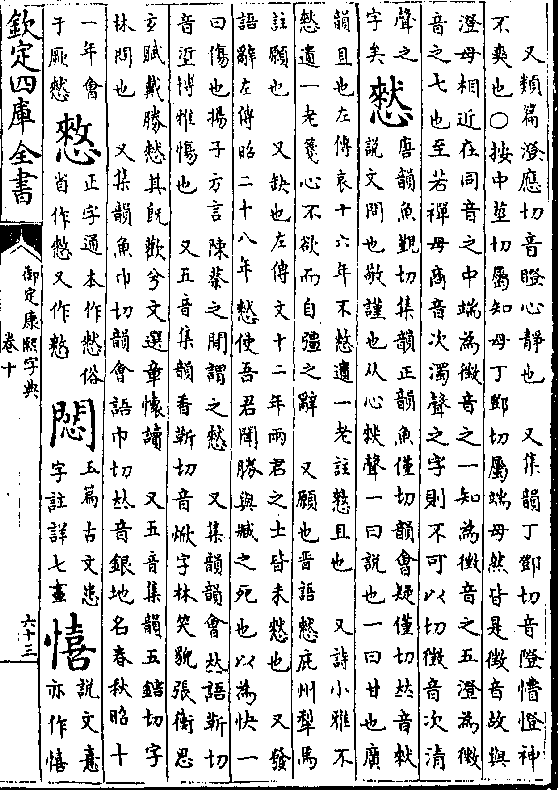 又類篇澄應切音瞪心靜也　又集韻丁鄧切音隥憕憕神
不爽也○按中莖切屬知母丁鄧切屬端母然皆是徵音故與
澄母相近在同音之中端為徵音之一知為徵音之五澄為徵
音之七也至若禪母商音次濁聲之字則不可以切徵音次清
聲之
字矣
憖
唐韻魚覲切集韻正韻魚僅切韻會疑僅切𠀤音猌
說文問也敬謹也从心猌聲一曰說也一曰甘也廣
韻且也左傳哀十六年不憖遺一老註憖且也　又詩小雅不
憖遺一老箋心不欲而自彊之辭　又願也晉語憖庇州犂焉
註願也　又缺也左傳文十二年兩君之士皆未憖也　又發
語辭左傳昭二十八年憖使吾君聞勝與臧之死也以為快一
曰傷也揚子方言陳蔡之閒謂之憖　又集韻韻會𠀤語靳切
音𡊽博雅傷也　又五音集韻香靳切音焮字林笑貌張衡思
𤣥賦戴勝憖其旣歡兮文選章懷讀　又五音集韻五鎋切字
林問也　又集韻魚巾切韻會語巾切𠀤音銀地名春秋昭十
一年會
于厥憖
憗
正字通本作憖俗
省作憗又作憖
悶
玉篇古文患
字註詳七畫
憘
說文憙
亦作憘
欽定四庫全書
御定康熙字典
卷十
六十三